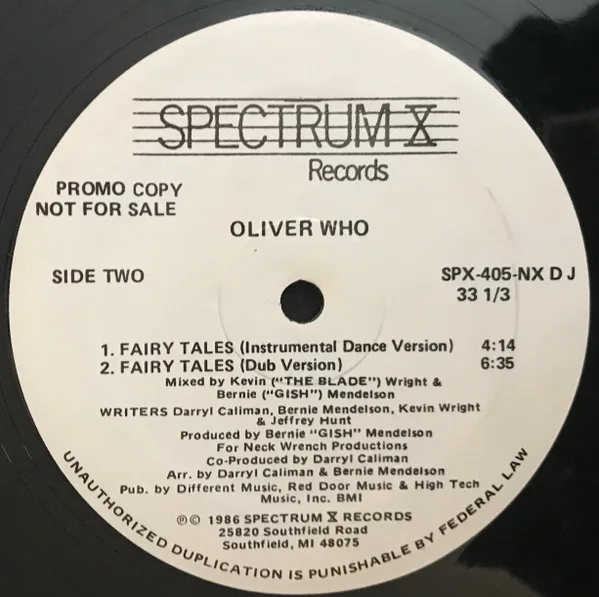 SPECTRUM X
Records
PROMO COPY
NOT FOR SALE
OLIVER WHO
SIDE TWO
SPX-405-NX D J
33 1/3
1. FAIRY TALES (Instrumental Dance Version) 4:14
2. FAIRY TALES (Dub Version) 6:35
Mixed by Kevin ("THE BLADE") Wright &
Bernie ("GISH") Mendelson
WRITERS Darryl Caliman, Bernie Mendelson, Kevin Wright
& Jeffrey Hunt
Produced by Bernie "GISH" Mendelson
For Neck Wrench Productions
Co-Produced by Darryl Caliman
Arr. by Darryl Caliman & Bernie Mendelson
Pub. by Different Music, Red Door Music & High Tech
Music, Inc. BMI
℗© 1986 SPECTRUM X RECORDS
25820 Southfield Road
Southfield, MI 48075
UNAUTHORIZED DUPLICATION IS PUNISHABLE BY FEDERAL LAW